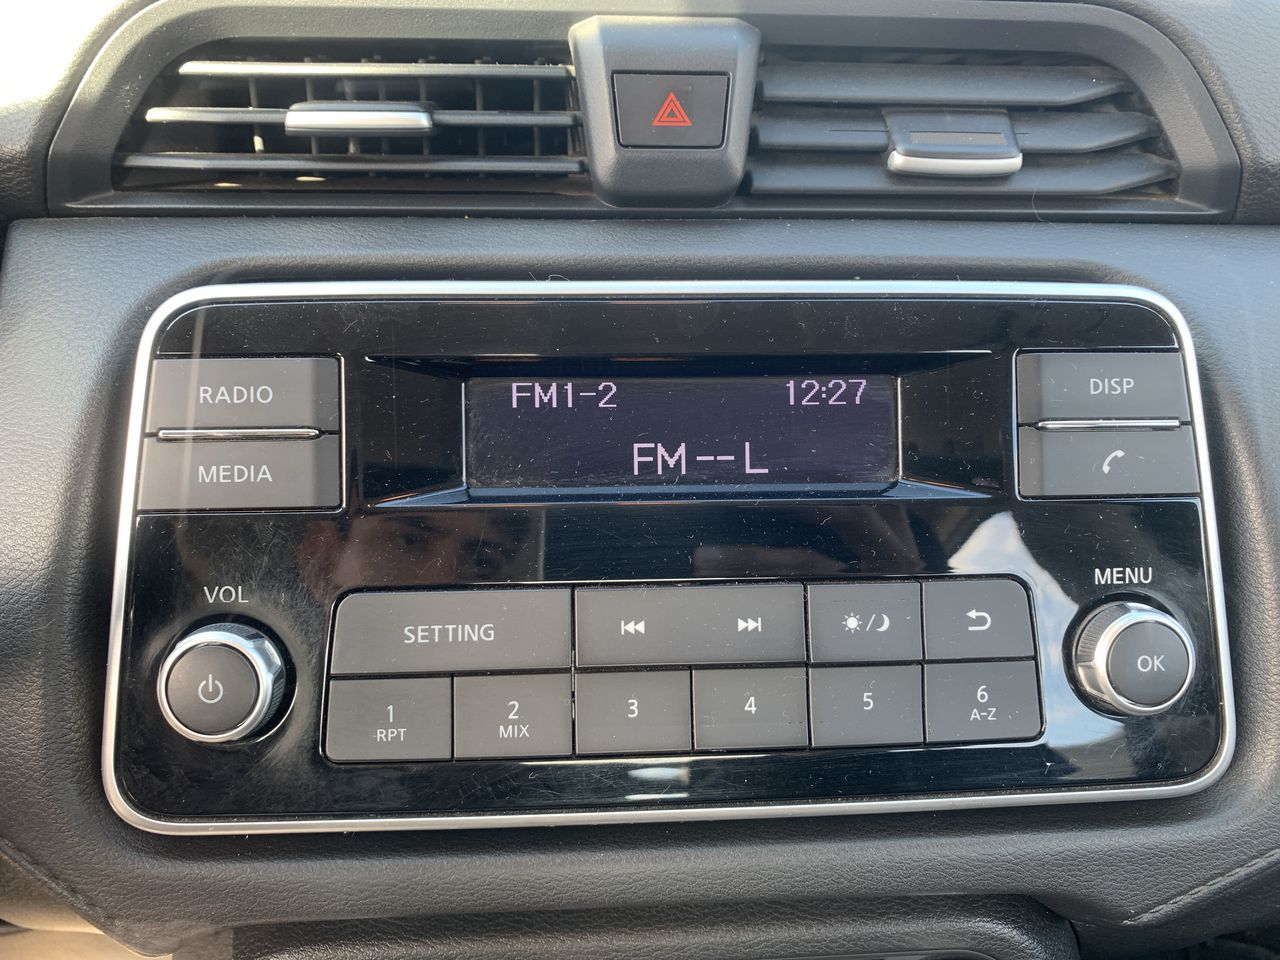 RADIO
MEDIA
FM1-2 12:27
FM--L
DISP
VOL
MENU
SETTING
OK
1
RPT
2
MIX
3
4
5
6
A-Z